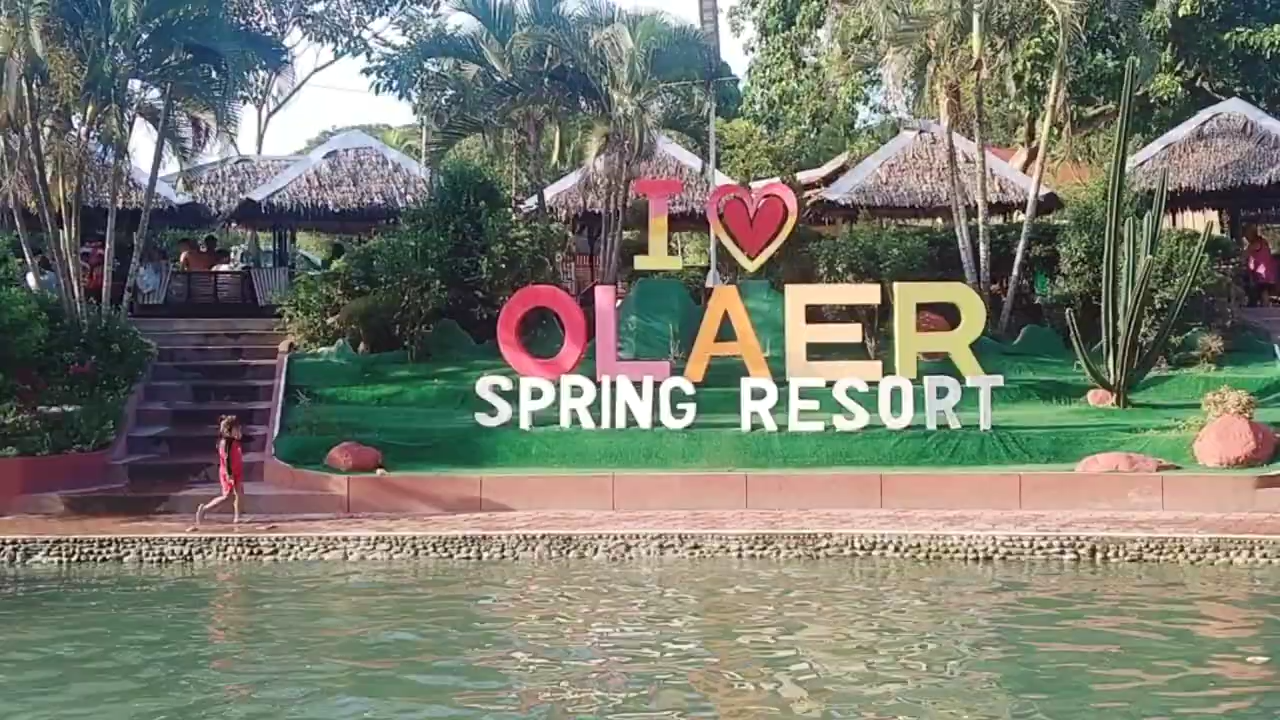 I ❤
OLAER
SPRING RESORT